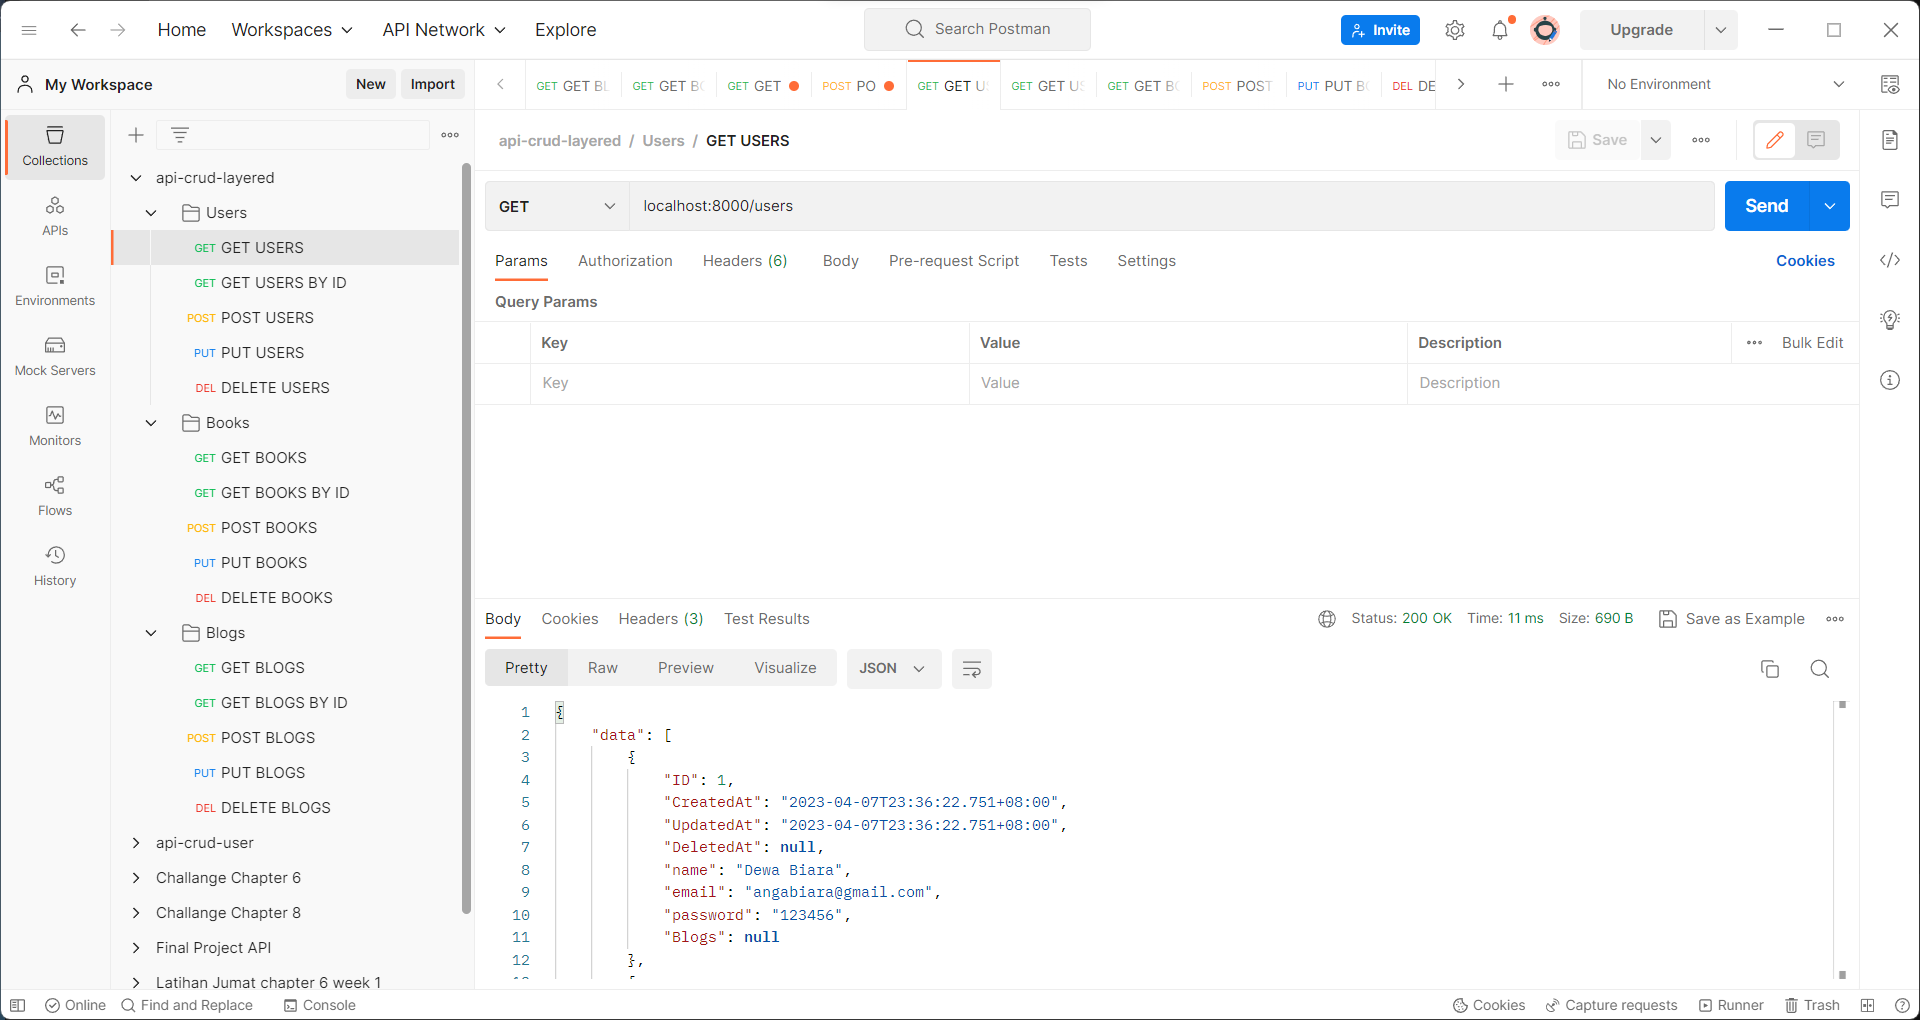 Home Workspaces API Network Explore Search Postman Invite Upgrade
My Workspace New Import
GET GET BL GET GET BO GET GET POST PO GET GET US GET GET US GET GET BO POST POST PUT PUT BO DEL DE No Environment
Collections
APIs
Environments
Mock Servers
Monitors
Flows
History
api-crud-layered
Users
GET GET USERS
GET GET USERS BY ID
POST POST USERS
PUT PUT USERS
DEL DELETE USERS
Books
GET GET BOOKS
GET GET BOOKS BY ID
POST POST BOOKS
PUT PUT BOOKS
DEL DELETE BOOKS
Blogs
GET GET BLOGS
GET GET BLOGS BY ID
POST POST BLOGS
PUT PUT BLOGS
DEL DELETE BLOGS
api-crud-user
Challange Chapter 6
Challange Chapter 8
Final Project API
Latihan Jumat chapter 6 week 1
api-crud-layered / Users / GET USERS Save
GET localhost:8000/users Send
Params Authorization Headers (6) Body Pre-request Script Tests Settings Cookies
Query Params
Key Value Description Bulk Edit
Key Value Description
Body Cookies Headers (3) Test Results Status: 200 OK Time: 11 ms Size: 690 B Save as Example
Pretty Raw Preview Visualize JSON
1 {
2 "data": [
3 {
4 "ID": 1,
5 "CreatedAt": "2023-04-07T23:36:22.751+08:00",
6 "UpdatedAt": "2023-04-07T23:36:22.751+08:00",
7 "DeletedAt": null,
8 "name": "Dewa Biara",
9 "email": "angabiara@gmail.com",
10 "password": "123456",
11 "Blogs": null
12 },
Online Find and Replace Console Cookies Capture requests Runner Trash